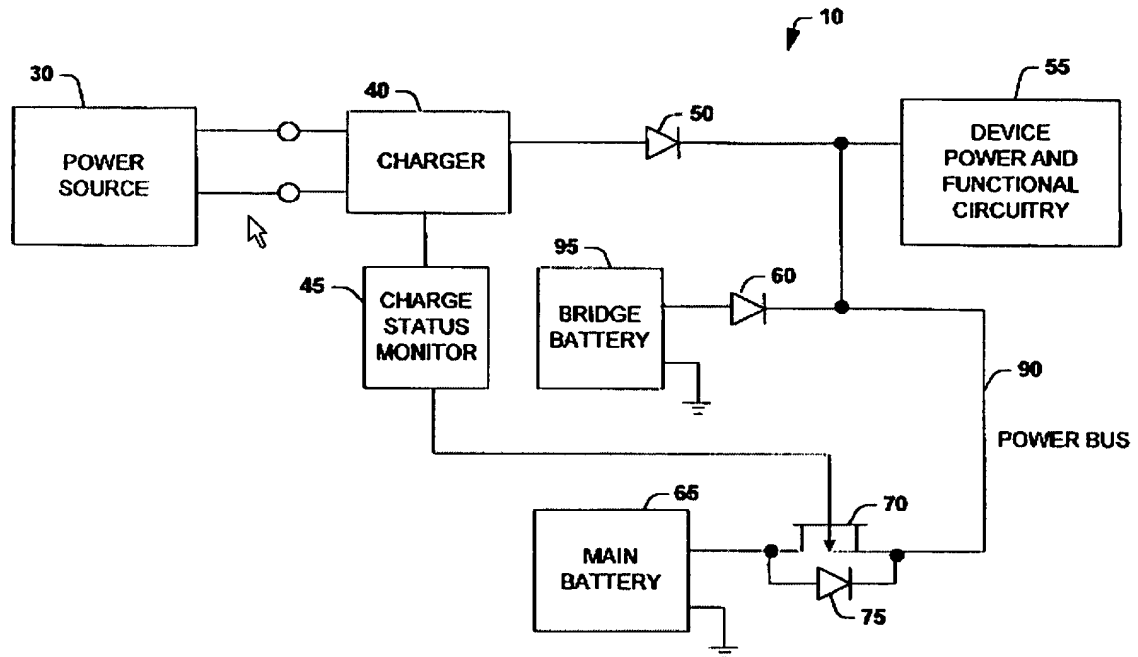 10
30
POWER
SOURCE
40
CHARGER
50
55
DEVICE
POWER AND
FUNCTIONAL
CIRCUITRY
45
CHARGE
STATUS
MONITOR
95
BRIDGE
BATTERY
60
90
POWER BUS
65
MAIN
BATTERY
70
75